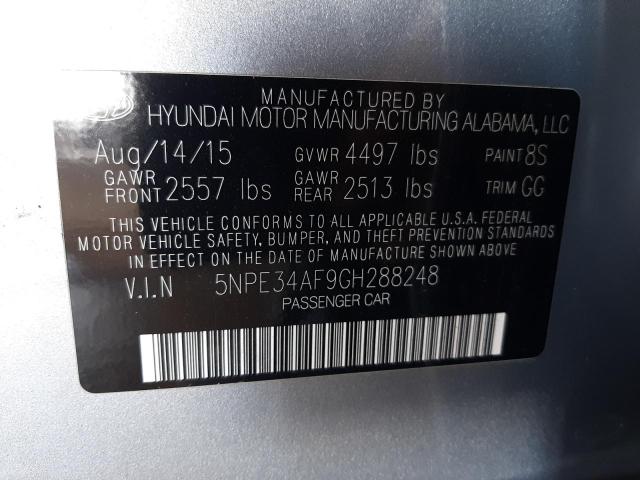 MANUFACTURED BY
HYUNDAI MOTOR MANUFACTURING ALABAMA, LLC
Aug/14/15 GVWR 4497 lbs PAINT 8S
GAWR FRONT 2557 lbs GAWR REAR 2513 lbs TRIM GG
THIS VEHICLE CONFORMS TO ALL APPLICABLE U.S.A. FEDERAL
MOTOR VEHICLE SAFETY, BUMPER, AND THEFT PREVENTION STANDARDS
IN EFFECT ON THE DATE OF MANUFACTURE SHOWN ABOVE.
V.I.N 5NPE34AF9GH288248
PASSENGER CAR